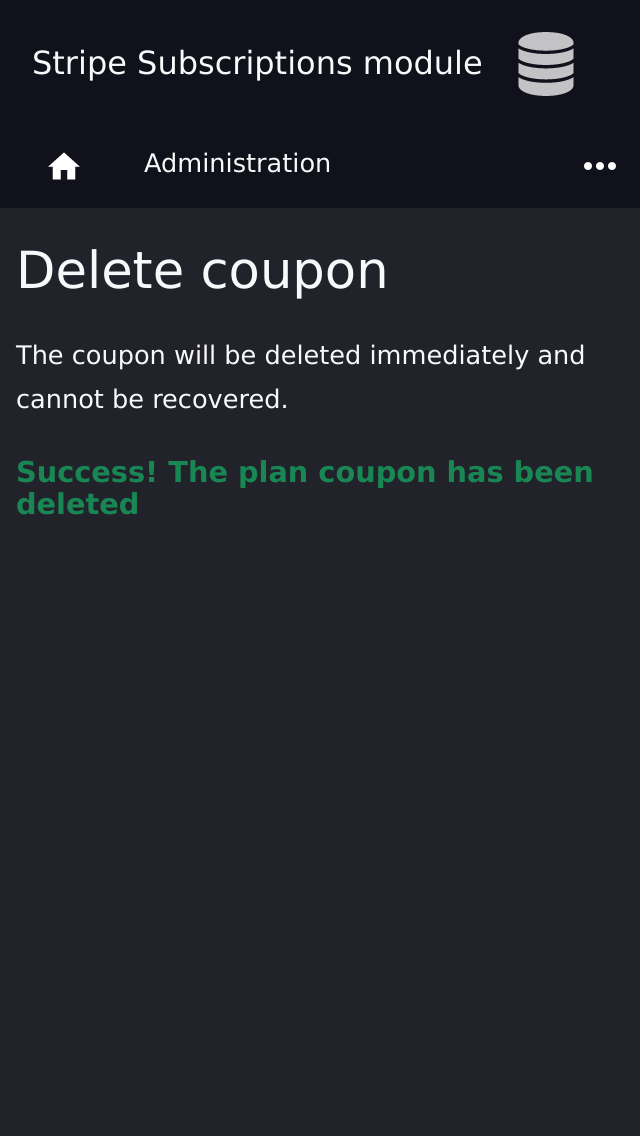 Stripe Subscriptions module
Administration
Delete coupon
The coupon will be deleted immediately and
cannot be recovered.
Success! The plan coupon has been
deleted